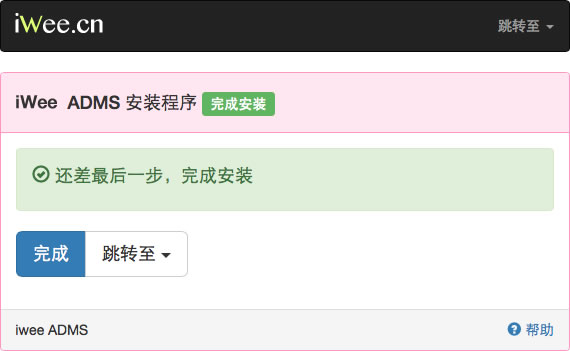 iWee.cn 跳转至
iWee ADMS 安装程序 完成安装
还差最后一步，完成安装
完成 跳转至
iwee ADMS 帮助